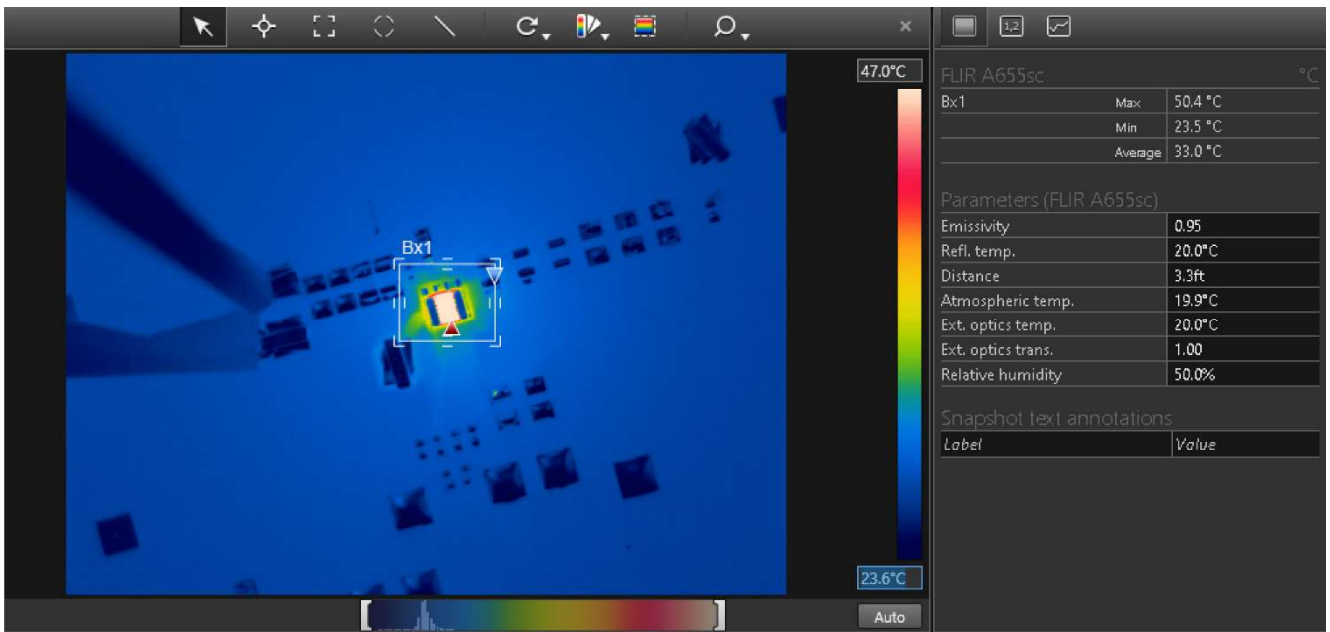 1,2
47.0°C
FLIR A655sc °C
Bx1 Max 50.4 °C
Min 23.5 °C
Average 33.0 °C
Parameters (FLIR A655sc)
Emissivity 0.95
Refl. temp. 20.0°C
Bx1
Distance 3.3ft
Atmospheric temp. 19.9°C
Ext. optics temp. 20.0°C
Ext. optics trans. 1.00
Relative humidity 50.0%
Snapshot text annotations
Label Value
23.6°C
Auto